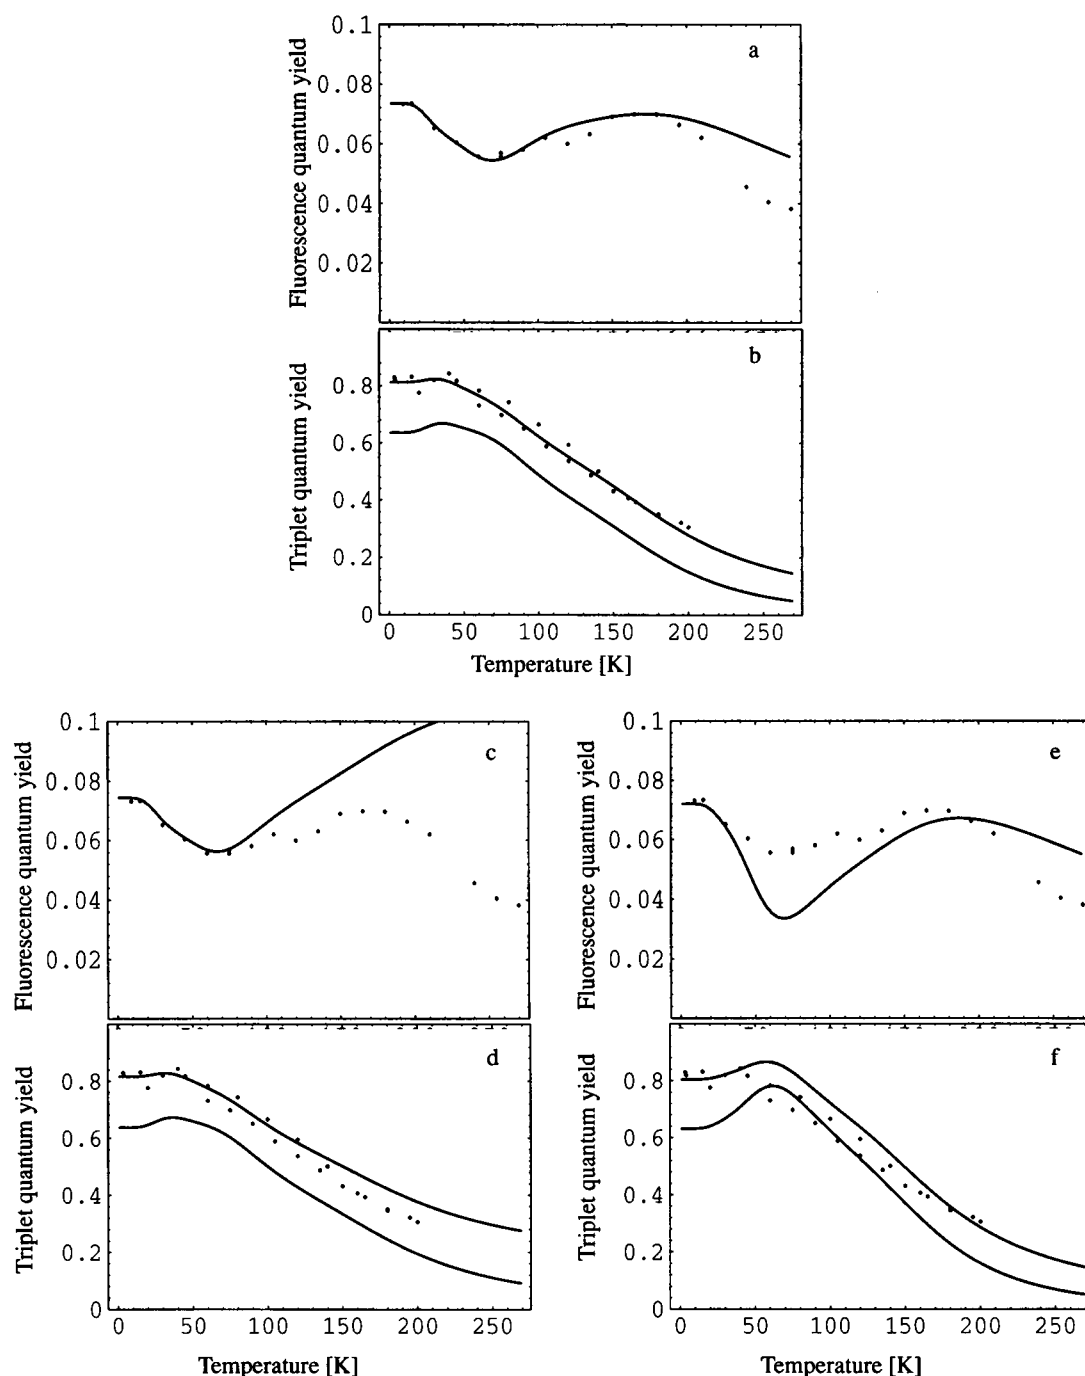 a
Fluorescence quantum yield
0.1
0.08
0.06
0.04
0.02
b
Triplet quantum yield
0.8
0.6
0.4
0.2
0
0 50 100 150 200 250
Temperature [K]
c
Fluorescence quantum yield
0.1
0.08
0.06
0.04
0.02
d
Triplet quantum yield
0.8
0.6
0.4
0.2
0
0 50 100 150 200 250
Temperature [K]
e
Fluorescence quantum yield
0.1
0.08
0.06
0.04
0.02
f
Triplet quantum yield
0.8
0.6
0.4
0.2
0
0 50 100 150 200 250
Temperature [K]